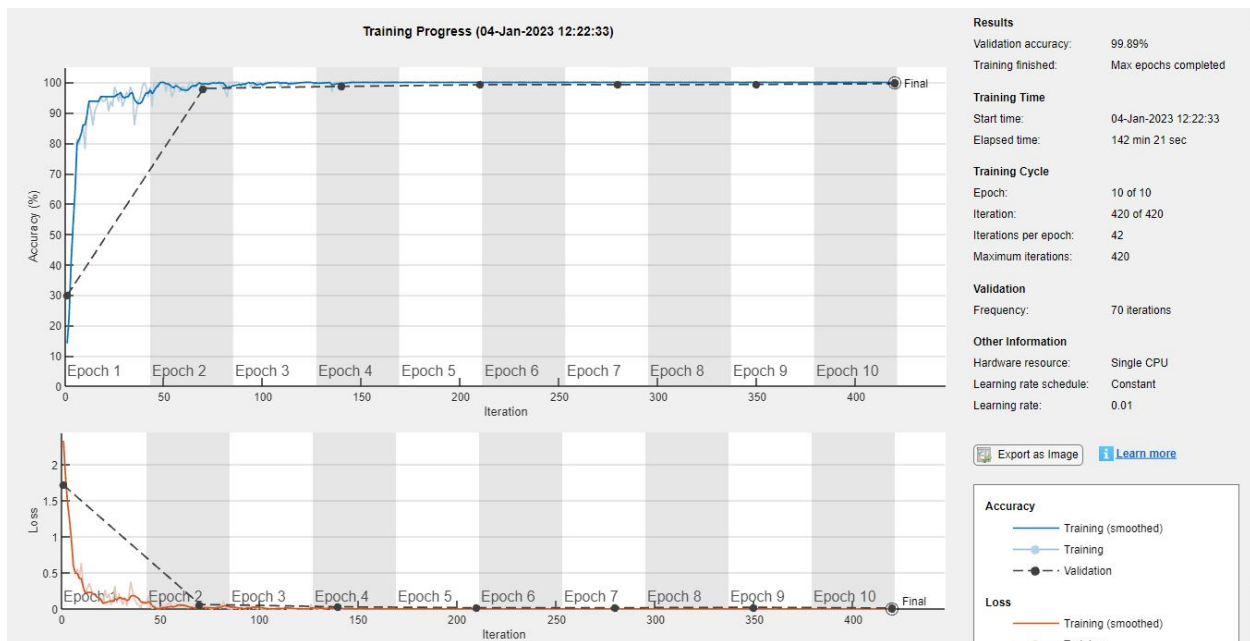 Training Progress (04-Jan-2023 12:22:33)
100
90
80
70
60
50
40
30
20
10
0
Accuracy (%)
Final
Epoch 1 Epoch 2 Epoch 3 Epoch 4 Epoch 5 Epoch 6 Epoch 7 Epoch 8 Epoch 9 Epoch 10
0 50 100 150 200 250 300 350 400
Iteration
2
1.5
1
0.5
0
Loss
Epoch 1 Epoch 2 Epoch 3 Epoch 4 Epoch 5 Epoch 6 Epoch 7 Epoch 8 Epoch 9 Epoch 10
Final
0 50 100 150 200 250 300 350 400
Iteration
Results
Validation accuracy: 99.89%
Training finished: Max epochs completed
Training Time
Start time: 04-Jan-2023 12:22:33
Elapsed time: 142 min 21 sec
Training Cycle
Epoch: 10 of 10
Iteration: 420 of 420
Iterations per epoch: 42
Maximum iterations: 420
Validation
Frequency: 70 iterations
Other Information
Hardware resource: Single CPU
Learning rate schedule: Constant
Learning rate: 0.01
Export as Image
i Learn more
Accuracy
Training (smoothed)
Training
Validation
Loss
Training (smoothed)